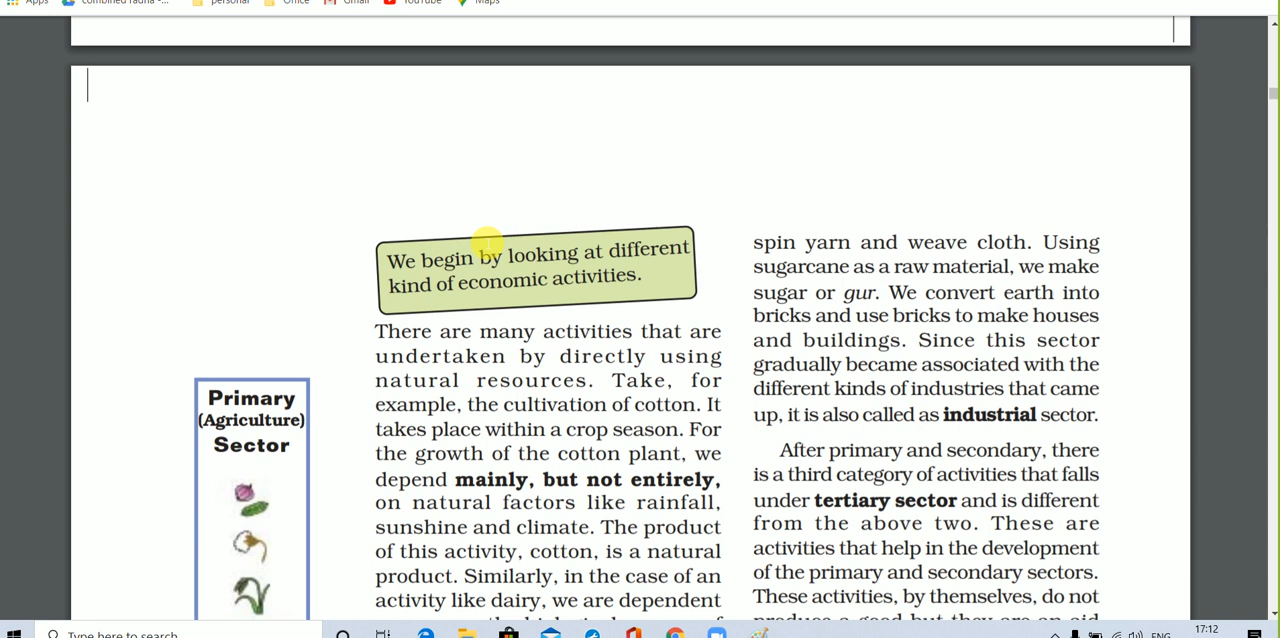 Apps
combined radha -...
personal
Office
Gmail
YouTube
Maps
We begin by looking at different
kind of economic activities.
There are many activities that are
undertaken by directly using
natural resources. Take, for
example, the cultivation of cotton. It
takes place within a crop season. For
the growth of the cotton plant, we
depend mainly, but not entirely,
on natural factors like rainfall,
sunshine and climate. The product
of this activity, cotton, is a natural
product. Similarly, in the case of an
activity like dairy, we are dependent
Primary
(Agriculture)
Sector
spin yarn and weave cloth. Using
sugarcane as a raw material, we make
sugar or gur. We convert earth into
bricks and use bricks to make houses
and buildings. Since this sector
gradually became associated with the
different kinds of industries that came
up, it is also called as industrial sector.
After primary and secondary, there
is a third category of activities that falls
under tertiary sector and is different
from the above two. These are
activities that help in the development
of the primary and secondary sectors.
These activities, by themselves, do not
produce a good but they are an aid
Type here to search
ENG
17:12